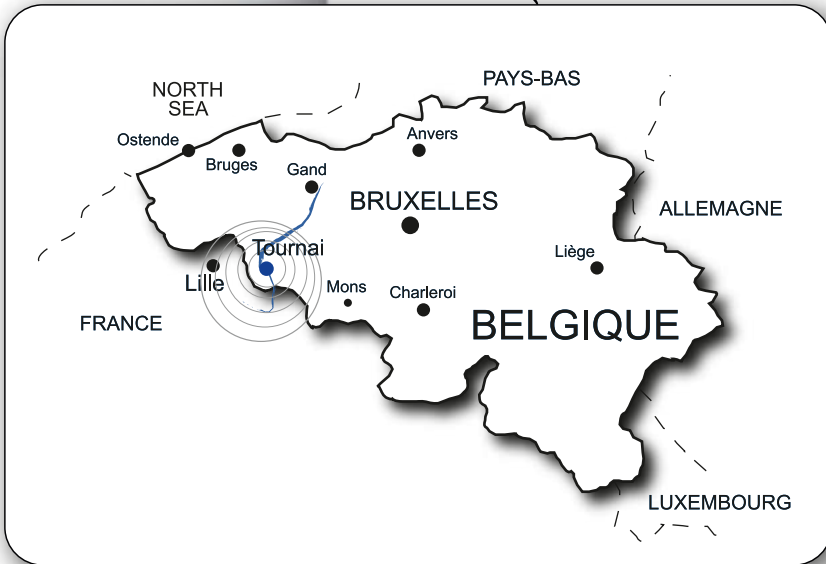 PAYS-BAS
NORTH
SEA
Ostende
Bruges
Anvers
Gand
BRUXELLES
ALLEMAGNE
Tournai
Liège
Lille
Mons
Charleroi
FRANCE
BELGIQUE
LUXEMBOURG